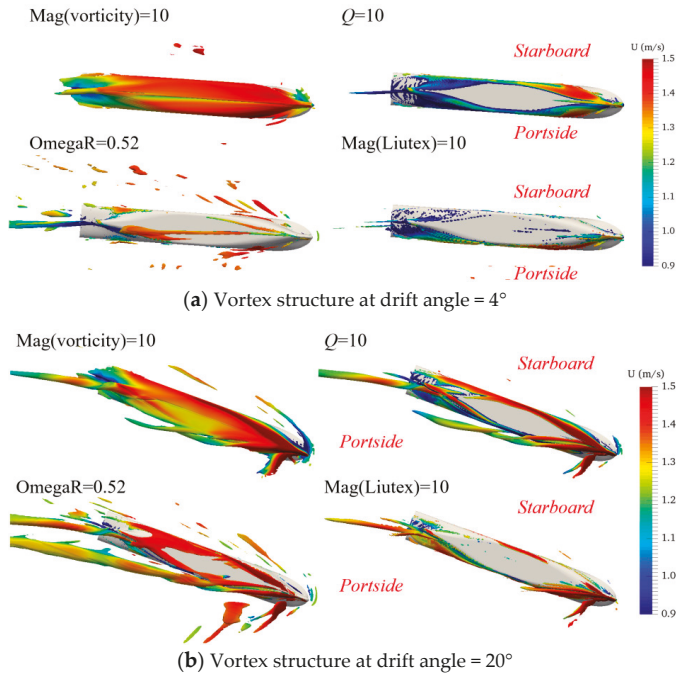 Mag(vorticity)=10
Q=10
Starboard
Portside
U (m/s)
1.5
1.4
1.3
1.2
1.1
1.0
0.9
OmegaR=0.52
Mag(Liutex)=10
Starboard
Portside
(a) Vortex structure at drift angle = 4°
Mag(vorticity)=10
Q=10
Starboard
Portside
U (m/s)
1.5
1.4
1.3
1.2
1.1
1.0
0.9
OmegaR=0.52
Mag(Liutex)=10
Starboard
Portside
(b) Vortex structure at drift angle = 20°